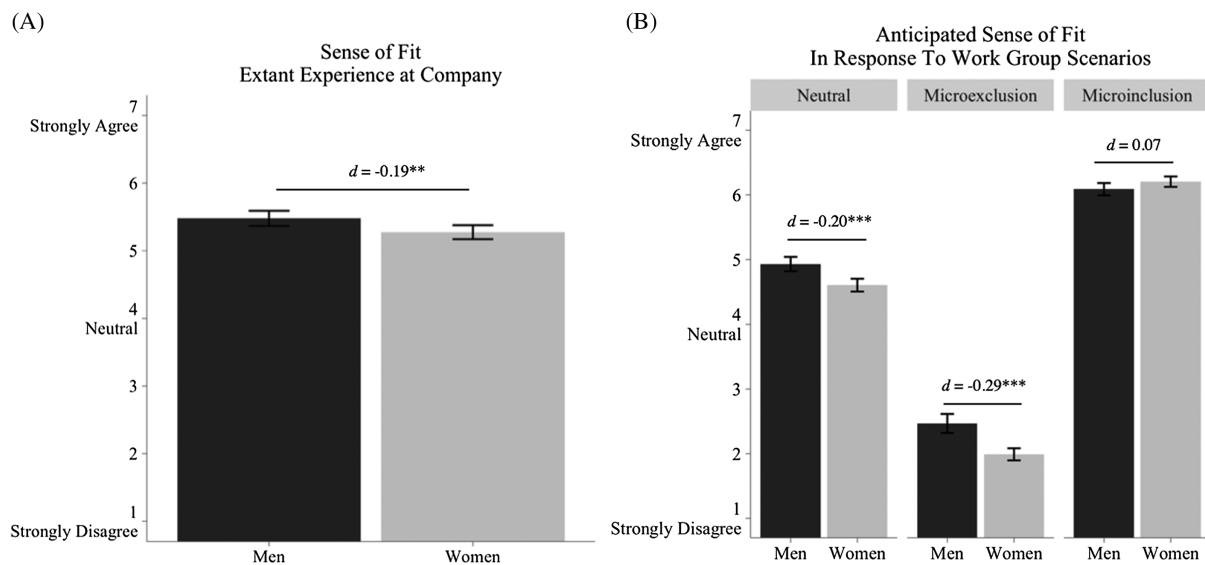 (A)
Sense of Fit
Extant Experience at Company
7
Strongly Agree
6
5
4
Neutral
3
2
1
Strongly Disagree
d = -0.19**
Men
Women
(B)
Anticipated Sense of Fit
In Response To Work Group Scenarios
Neutral
Microexclusion
Microinclusion
7
Strongly Agree
6
5
4
Neutral
3
2
1
Strongly Disagree
d = -0.20***
d = -0.29***
d = 0.07
Men
Women
Men
Women
Men
Women